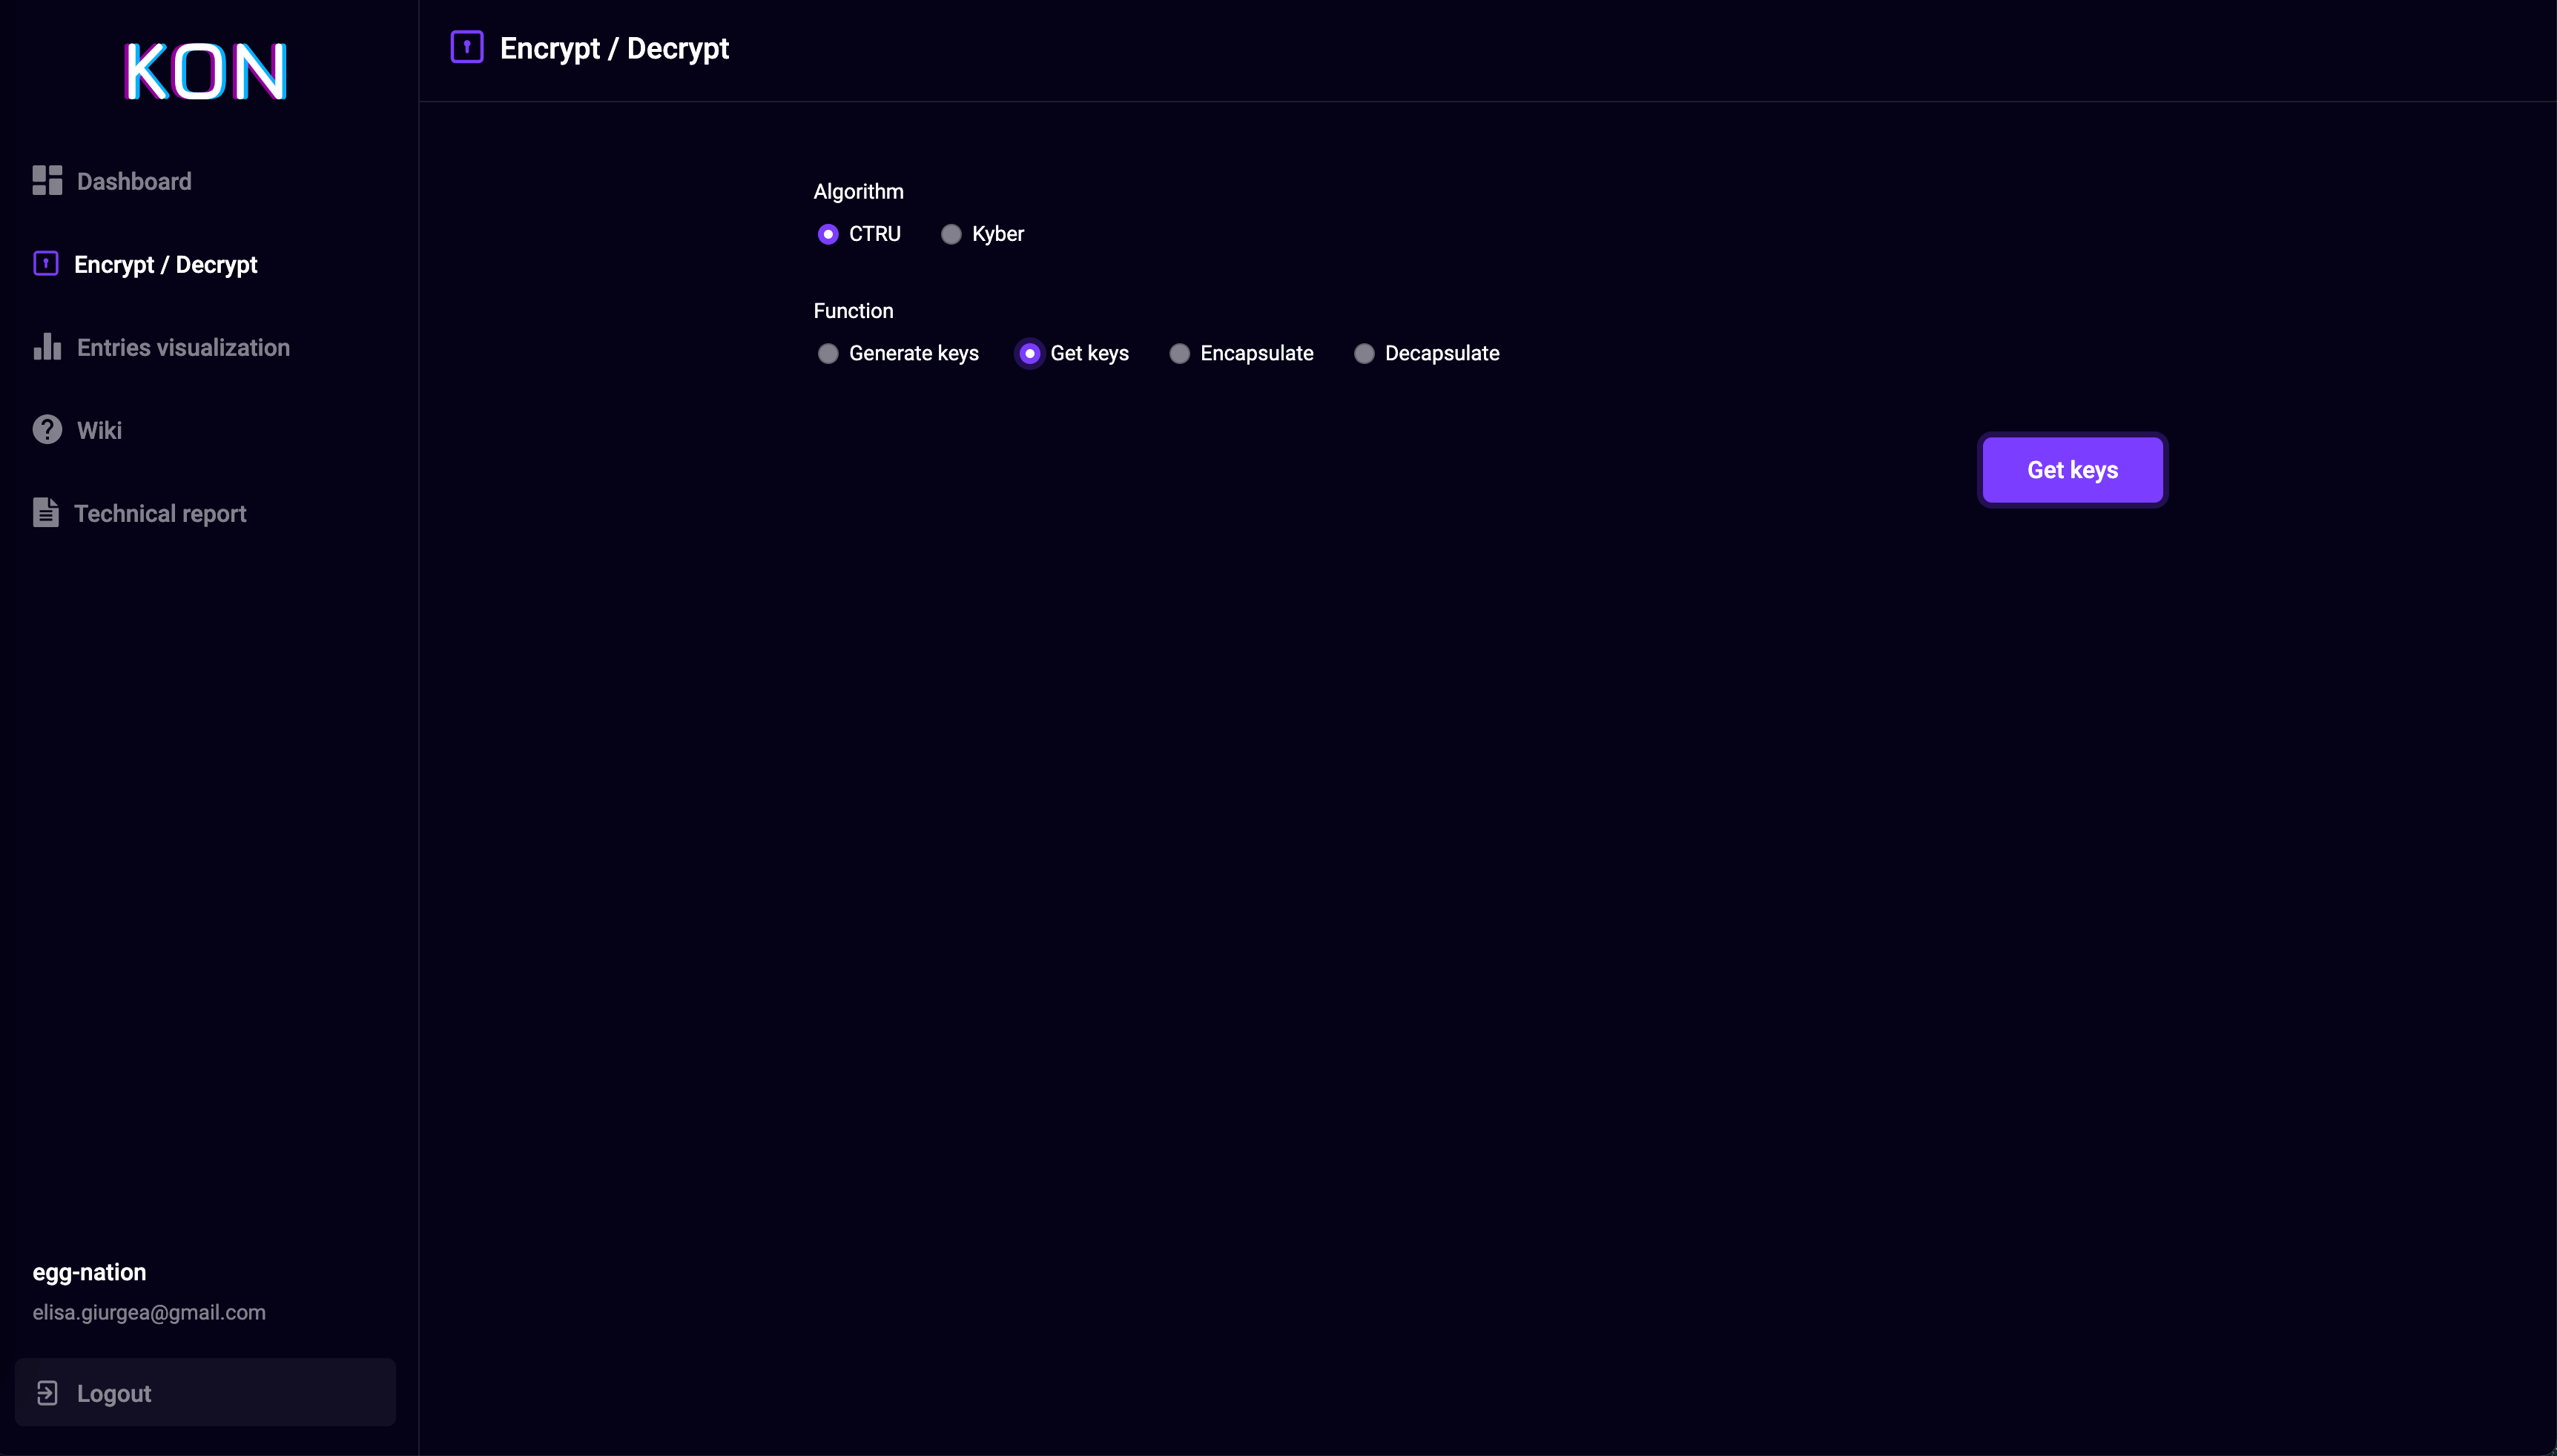 KON
Dashboard
Encrypt / Decrypt
Entries visualization
Wiki
Technical report
egg-nation
elisa.giurgea@gmail.com
Logout
Encrypt / Decrypt
Algorithm
CTRU Kyber
Function
Generate keys Get keys Encapsulate Decapsulate
Get keys